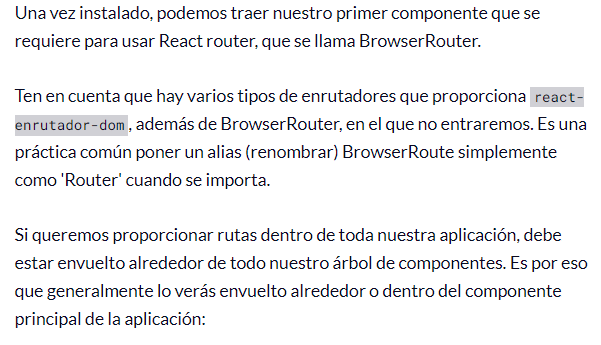 Una vez instalado, podemos traer nuestro primer componente que se
requiere para usar React router, que se llama BrowserRouter.
Ten en cuenta que hay varios tipos de enrutadores que proporciona react-
enrutador-dom, además de BrowserRouter, en el que no entraremos. Es una
práctica común poner un alias (renombrar) BrowserRoute simplemente
como 'Router' cuando se importa.
Si queremos proporcionar rutas dentro de toda nuestra aplicación, debe
estar envuelto alrededor de todo nuestro árbol de componentes. Es por eso
que generalmente lo verás envuelto alrededor o dentro del componente
principal de la aplicación: